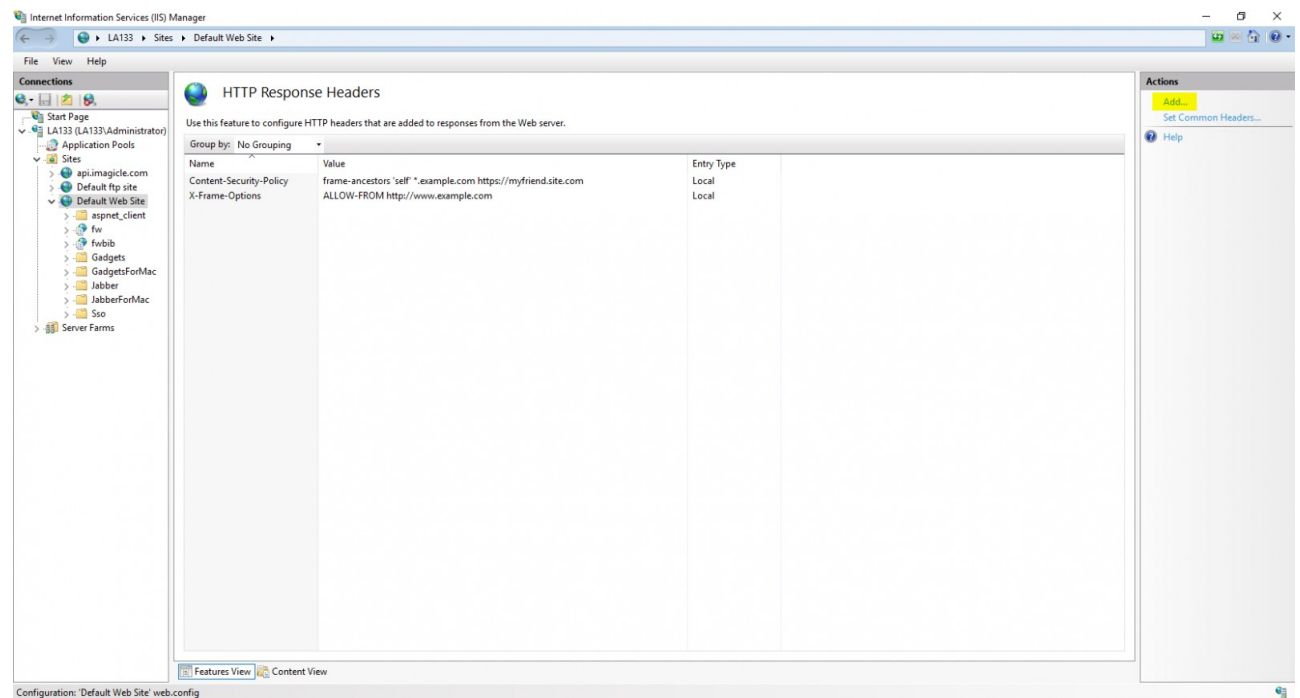 Internet Information Services (IIS) Manager
LA133 Sites Default Web Site
File View Help
Connections
Start Page
LA133 (LA133\Administrator)
Application Pools
Sites
api.imagicle.com
Default ftp site
Default Web Site
aspnet_client
fw
fwbib
Gadgets
GadgetsForMac
Jabber
JabberForMac
Sso
Server Farms
HTTP Response Headers
Use this feature to configure HTTP headers that are added to responses from the Web server.
Group by: No Grouping
Name Value Entry Type
Content-Security-Policy frame-ancestors 'self' *.example.com https://myfriend.site.com Local
X-Frame-Options ALLOW-FROM http://www.example.com Local
Features View Content View
Actions
Add...
Set Common Headers...
Help
Configuration: 'Default Web Site' web.config